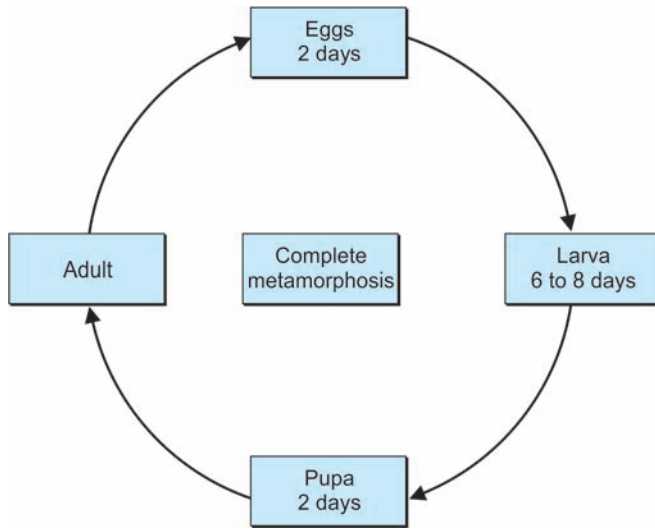 Eggs
2 days
Adult
Complete
metamorphosis
Larva
6 to 8 days
Pupa
2 days